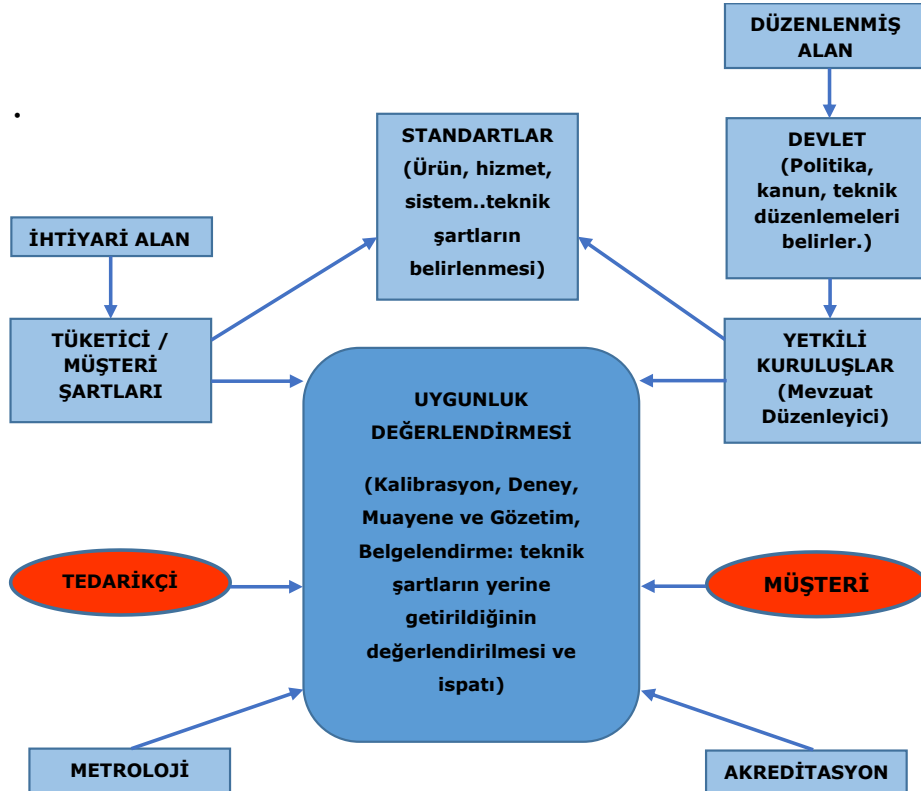 DÜZENLENMİŞ
ALAN
.
STANDARTLAR
(Ürün, hizmet,
sistem..teknik
şartların
belirlenmesi)
DEVLET
(Politika,
kanun, teknik
düzenlemeleri
belirler.)
İHTİYARİ ALAN
TÜKETİCİ /
MÜŞTERİ
ŞARTLARI
YETKİLİ
KURULUŞLAR
(Mevzuat
Düzenleyici)
UYGUNLUK
DEĞERLENDİRMESİ
(Kalibrasyon, Deney,
Muayene ve Gözetim,
Belgelendirme: teknik
şartların yerine
getirildiğinin
değerlendirilmesi ve
ispatı)
TEDARİKÇİ
MÜŞTERİ
METROLOJİ
AKREDİTASYON